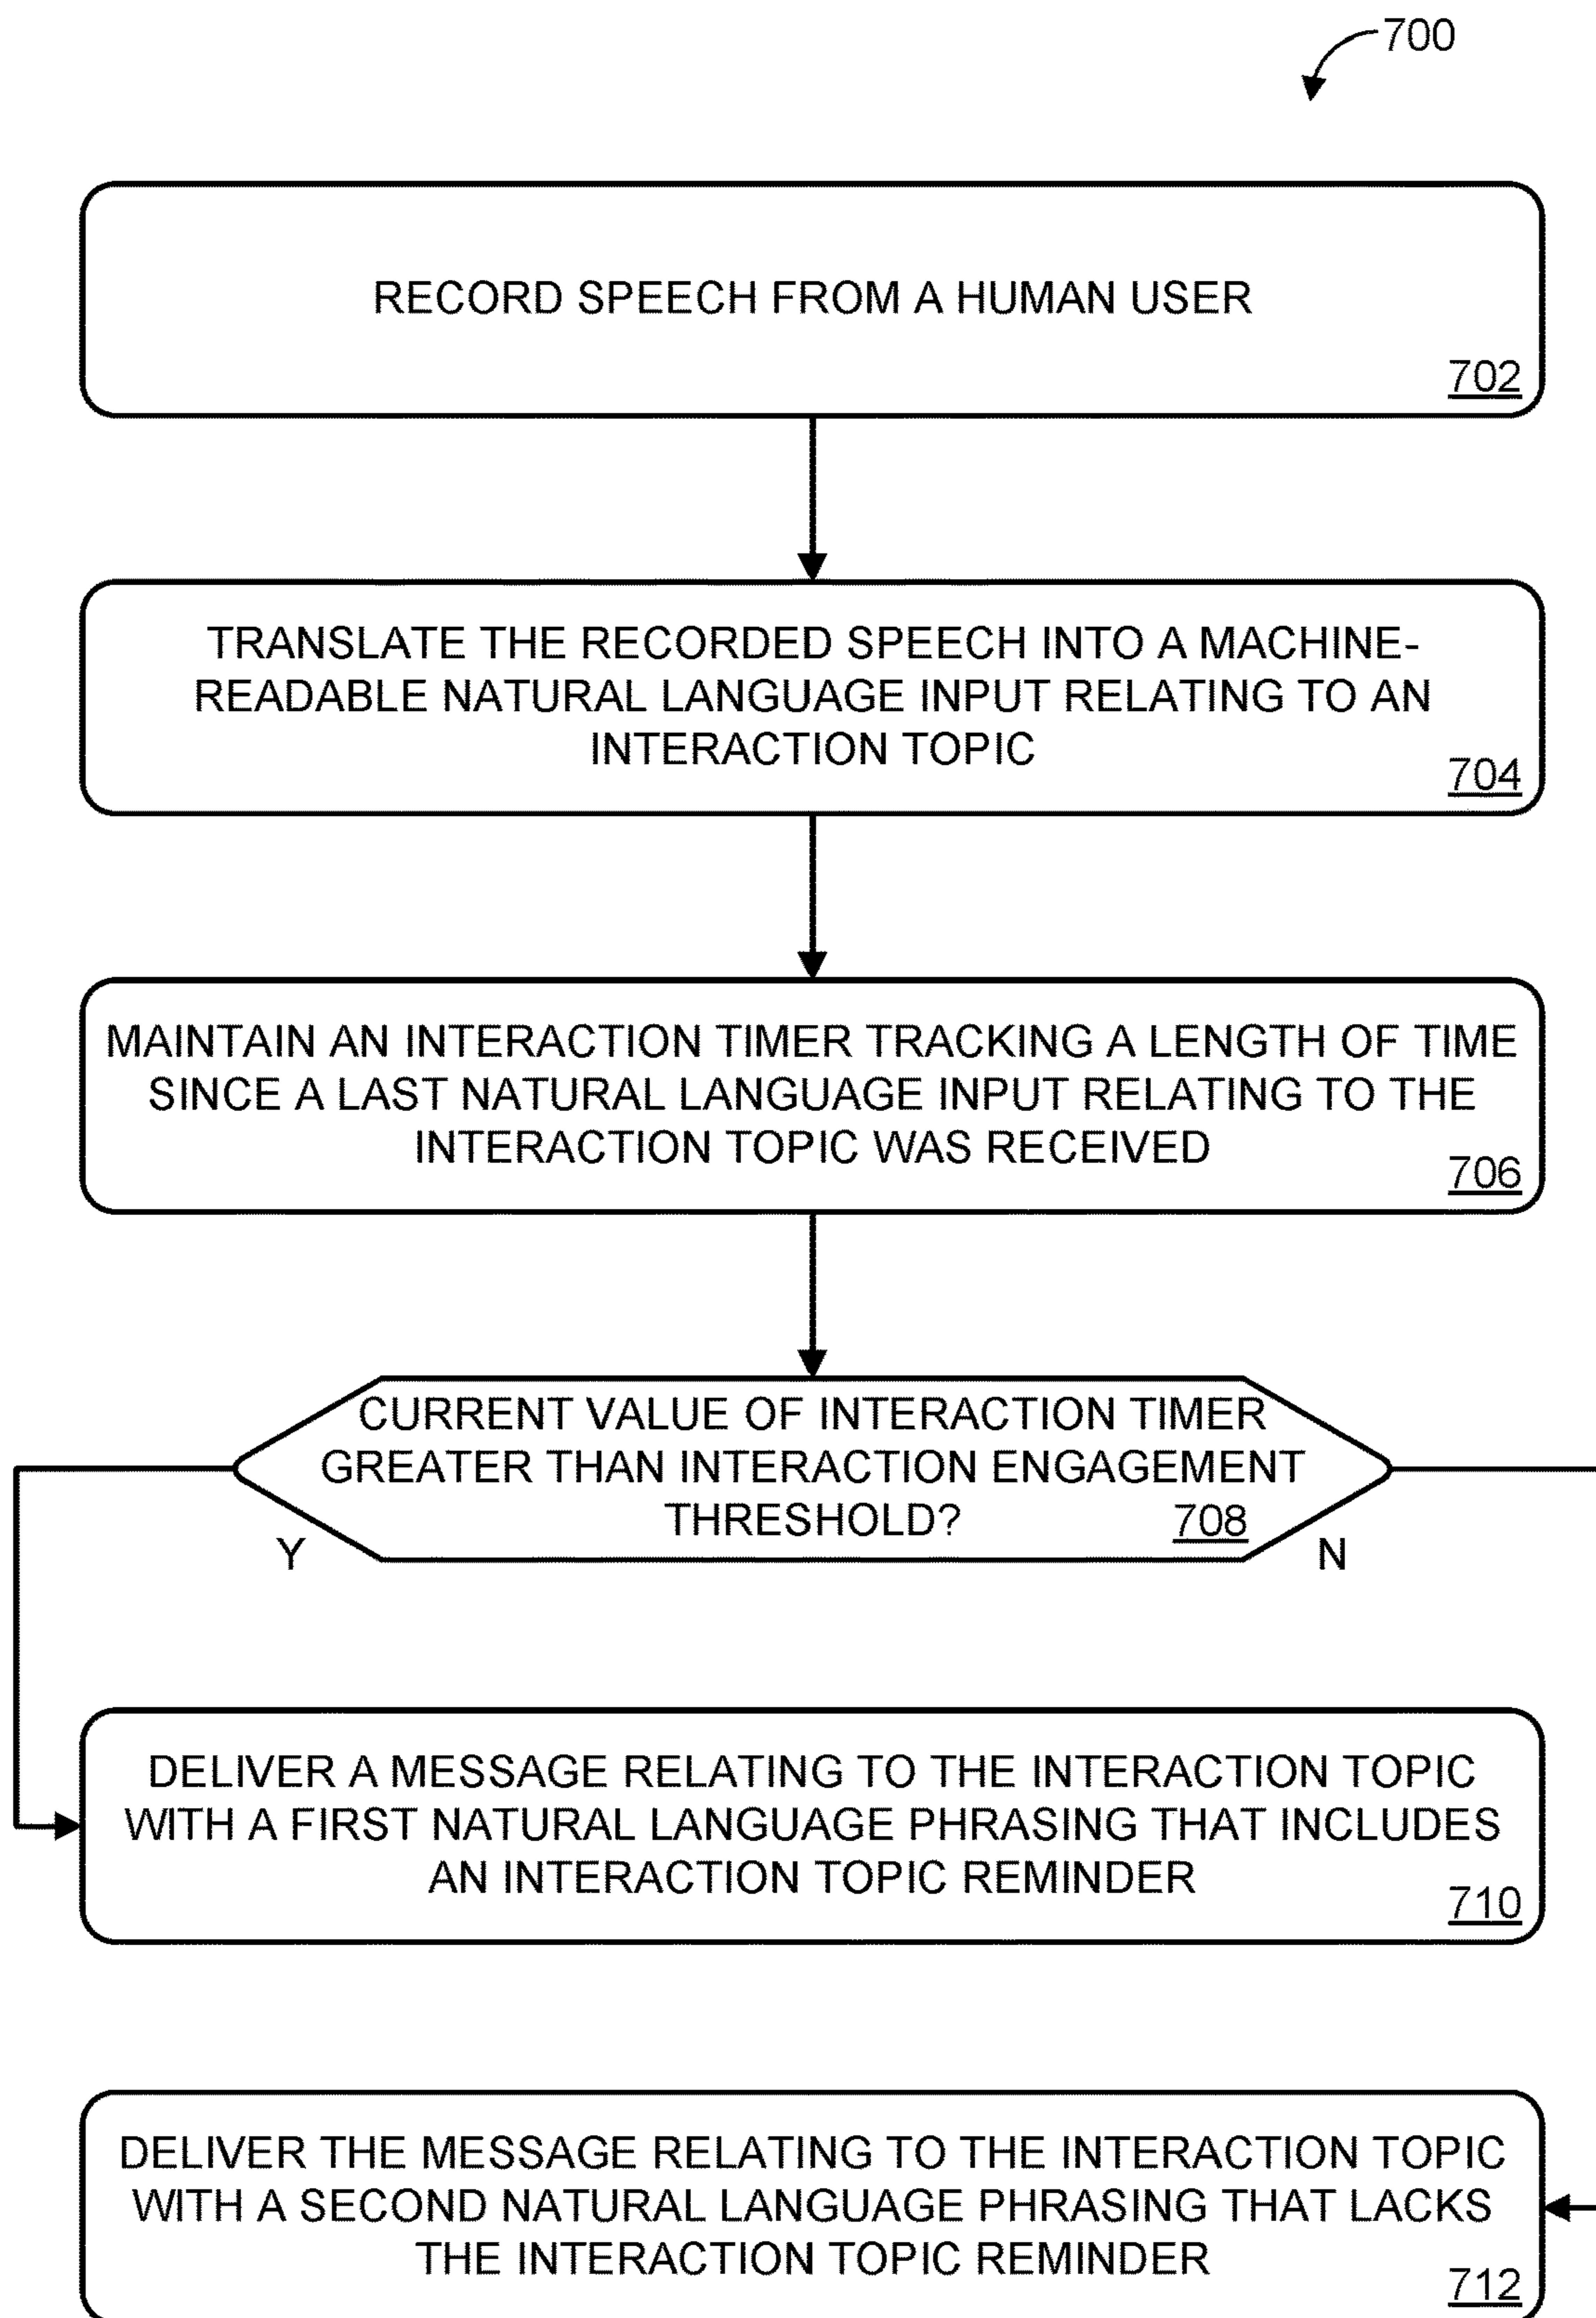 700
RECORD SPEECH FROM A HUMAN USER
702
TRANSLATE THE RECORDED SPEECH INTO A MACHINE-
READABLE NATURAL LANGUAGE INPUT RELATING TO AN
INTERACTION TOPIC
704
MAINTAIN AN INTERACTION TIMER TRACKING A LENGTH OF TIME
SINCE A LAST NATURAL LANGUAGE INPUT RELATING TO THE
INTERACTION TOPIC WAS RECEIVED
706
CURRENT VALUE OF INTERACTION TIMER
GREATER THAN INTERACTION ENGAGEMENT
THRESHOLD? 708
Y N
DELIVER A MESSAGE RELATING TO THE INTERACTION TOPIC
WITH A FIRST NATURAL LANGUAGE PHRASING THAT INCLUDES
AN INTERACTION TOPIC REMINDER
710
DELIVER THE MESSAGE RELATING TO THE INTERACTION TOPIC
WITH A SECOND NATURAL LANGUAGE PHRASING THAT LACKS
THE INTERACTION TOPIC REMINDER
712